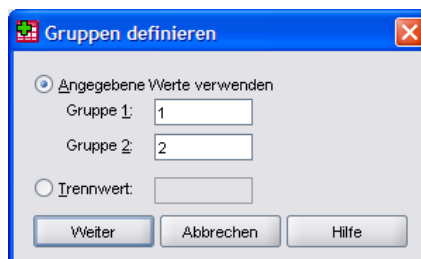 Gruppen definieren
Angegebene Werte verwenden
Gruppe 1: 1
Gruppe 2: 2
Trennwert:
Weiter Abbrechen Hilfe